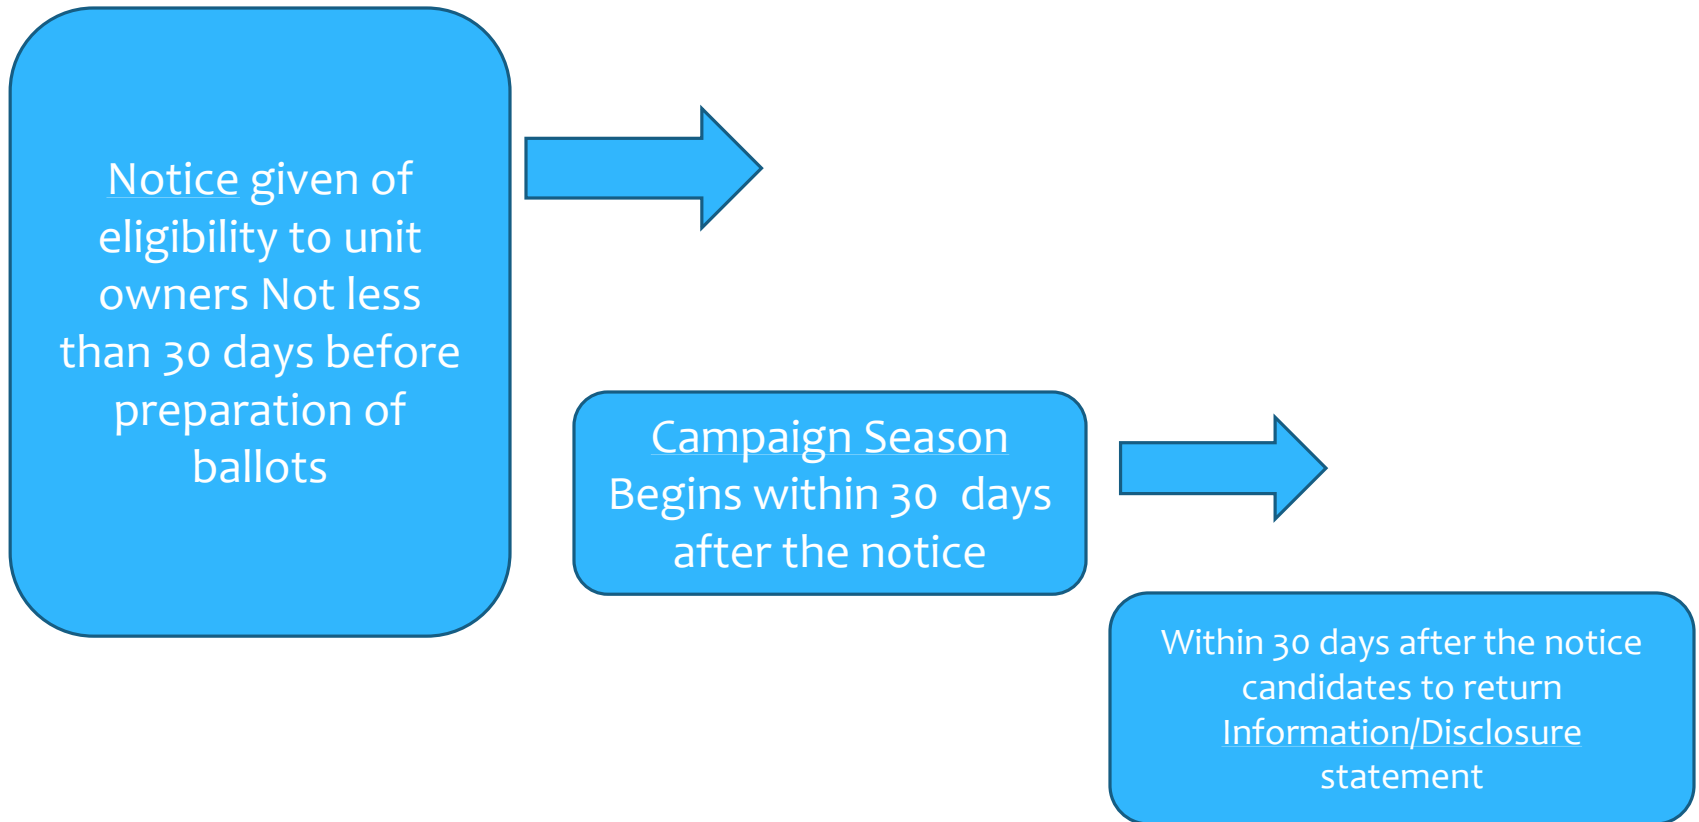 Notice given of
eligibility to unit
owners Not less
than 30 days before
preparation of
ballots
Campaign Season
Begins within 30  days
after the notice
Within 30 days after the notice
candidates to return
Information/Disclosure
statement